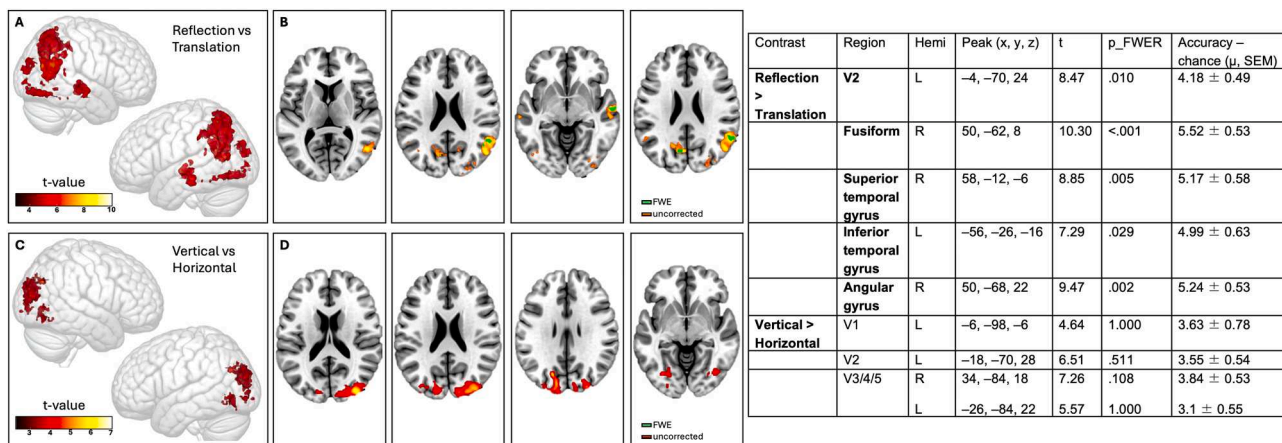 A
Reflection vs
Translation
t-value
4 6 8 10
B
FWE
uncorrected
FWE
uncorrected
C
Vertical vs
Horizontal
t-value
3 4 5 6 7
D
FWE
uncorrected
FWE
uncorrected
Contrast Region Hemi Peak (x, y, z) t p_FWER Accuracy –
chance (μ, SEM)
Reflection V2 L –4, –70, 24 8.47 .010 4.18 ± 0.49
>
Translation
Fusiform R 50, –62, 8 10.30 <.001 5.52 ± 0.53
Superior R 58, –12, –6 8.85 .005 5.17 ± 0.58
temporal
gyrus
Inferior L –56, –26, –16 7.29 .029 4.99 ± 0.63
temporal
gyrus
Angular R 50, –68, 22 9.47 .002 5.24 ± 0.53
gyrus
Vertical > V1 L –6, –98, –6 4.64 1.000 3.63 ± 0.78
Horizontal
V2 L –18, –70, 28 6.51 .511 3.55 ± 0.54
V3/4/5 R 34, –84, 18 7.26 .108 3.84 ± 0.53
L –26, –84, 22 5.57 1.000 3.1 ± 0.55